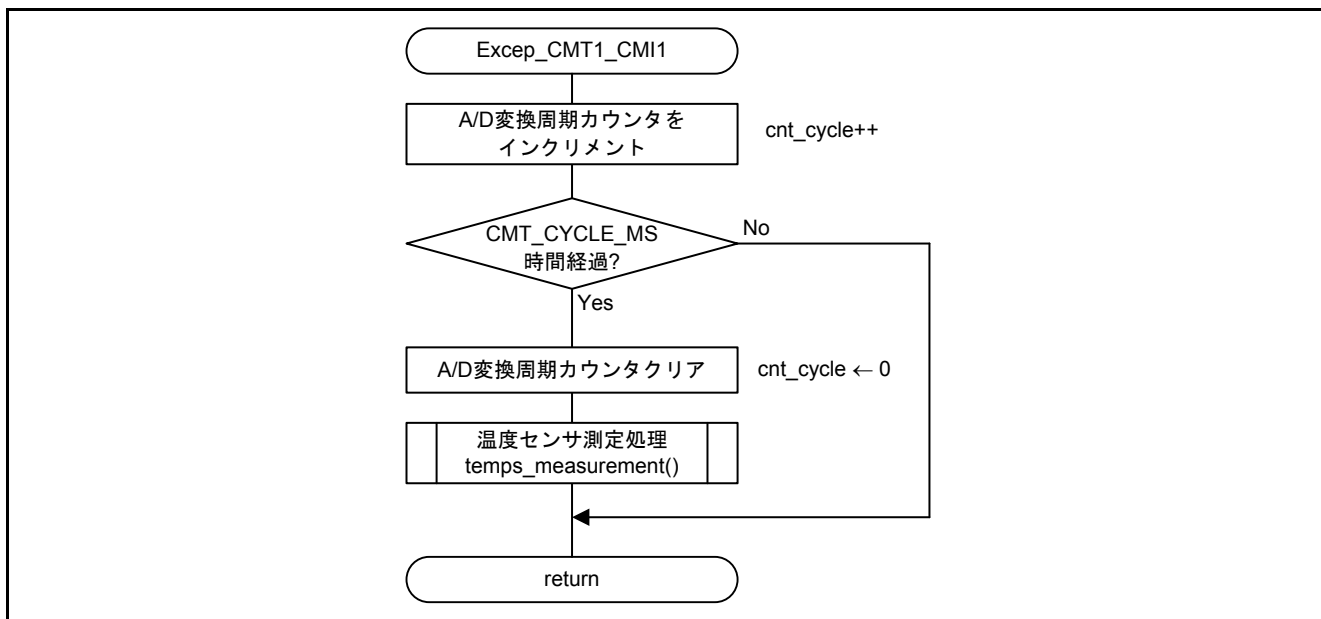 Excep_CMT1_CMI1
A/D変換周期カウンタを
インクリメント
cnt_cycle++
CMT_CYCLE_MS
時間経過?
No
Yes
A/D変換周期カウンタクリア
cnt_cycle ← 0
温度センサ測定処理
temps_measurement()
return